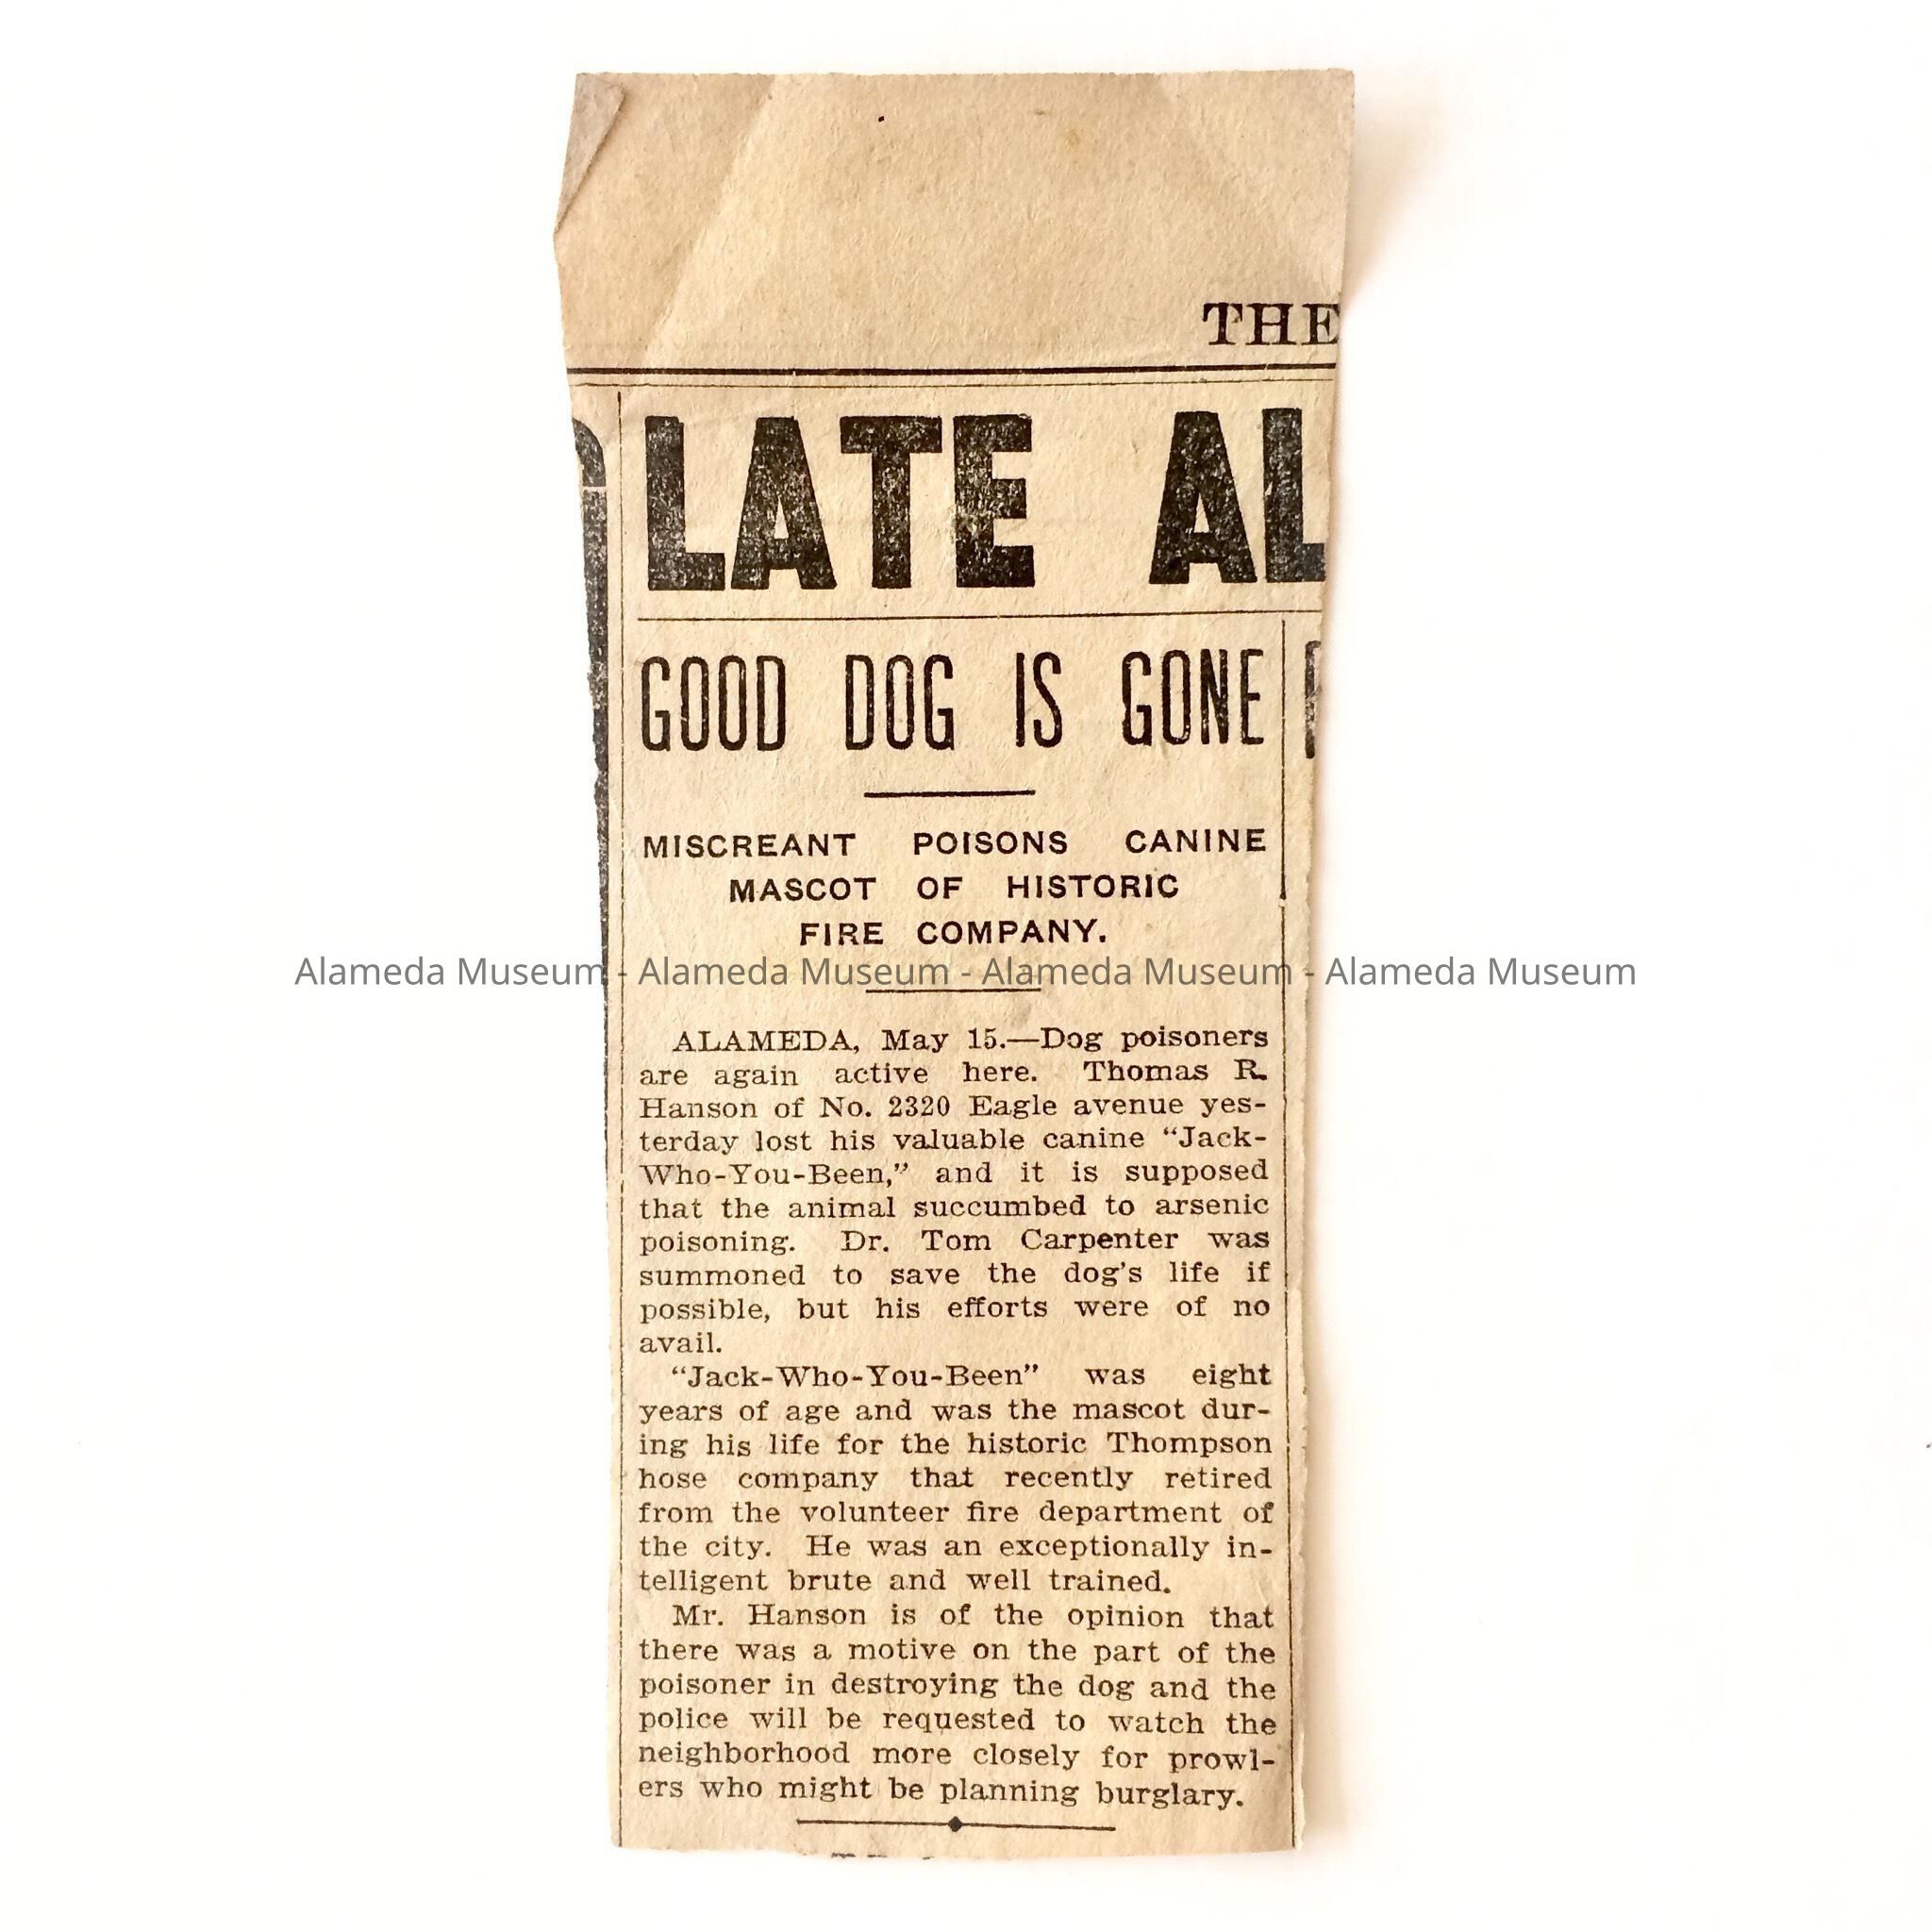 THE
LATE AL
GOOD DOG IS GONE
MISCREANT POISONS CANINE
MASCOT OF HISTORIC
FIRE COMPANY.
Alameda Museum - Alameda Museum - Alameda Museum - Alameda Museum
ALAMEDA, May 15.—Dog poisoners
are again active here. Thomas R.
Hanson of No. 2320 Eagle avenue yes-
terday lost his valuable canine “Jack-
Who-You-Been,” and it is supposed
that the animal succumbed to arsenic
poisoning. Dr. Tom Carpenter was
summoned to save the dog's life if
possible, but his efforts were of no
avail.
“Jack-Who-You-Been” was eight
years of age and was the mascot dur-
ing his life for the historic Thompson
hose company that recently retired
from the volunteer fire department of
the city. He was an exceptionally in-
telligent brute and well trained.
Mr. Hanson is of the opinion that
there was a motive on the part of the
poisoner in destroying the dog and the
police will be requested to watch the
neighborhood more closely for prowl-
ers who might be planning burglary.